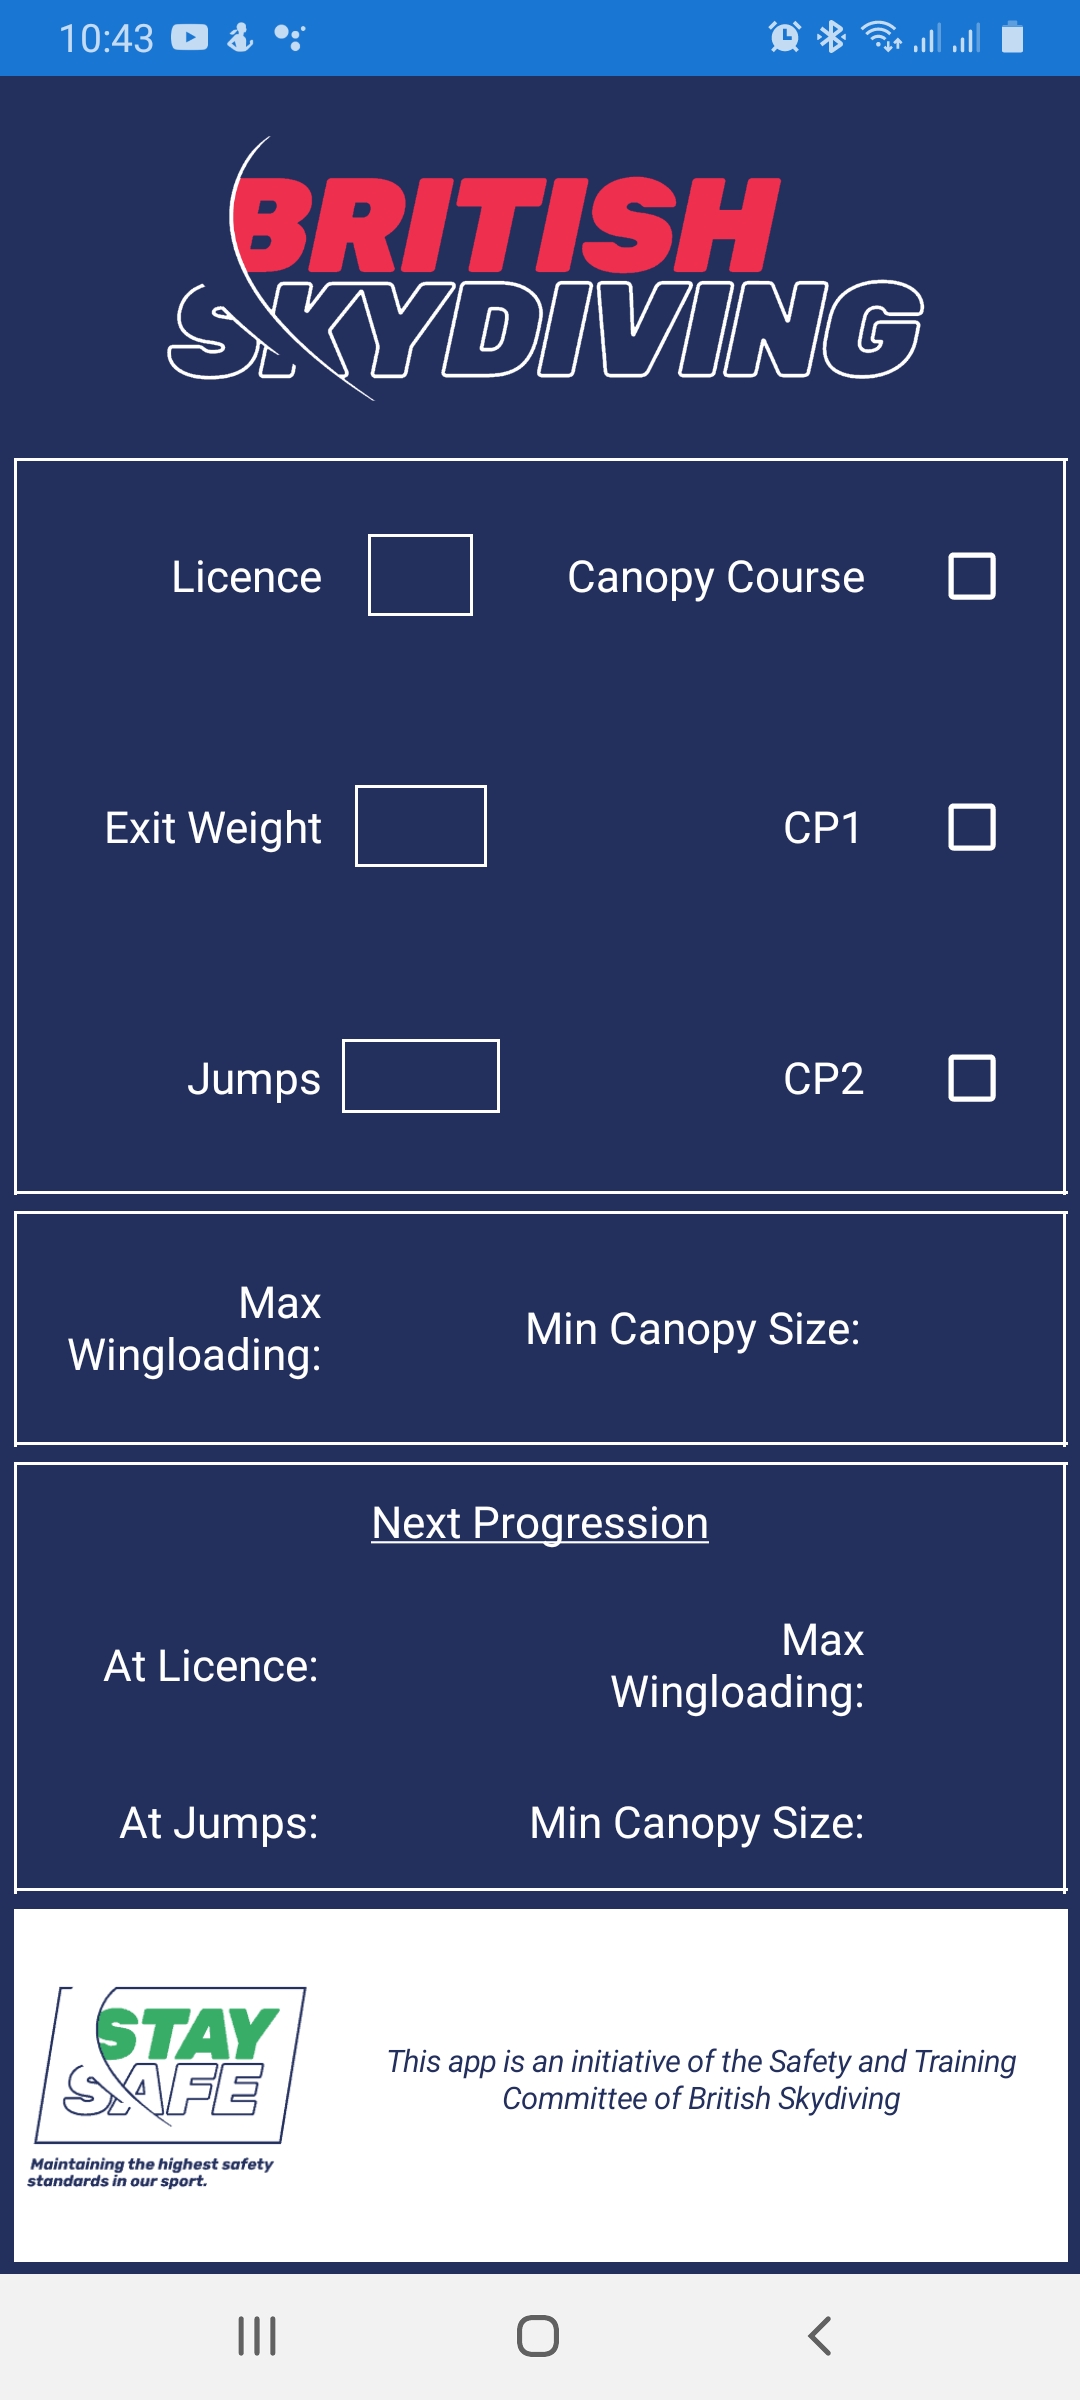 10:43
BRITISH
SKYDIVING
Licence
Canopy Course
Exit Weight
CP1
Jumps
CP2
Max
Wingloading:
Min Canopy Size:
Next Progression
At Licence:
Max
Wingloading:
At Jumps:
Min Canopy Size:
STAY
SAFE
Maintaining the highest safety
standards in our sport.
This app is an initiative of the Safety and Training
Committee of British Skydiving